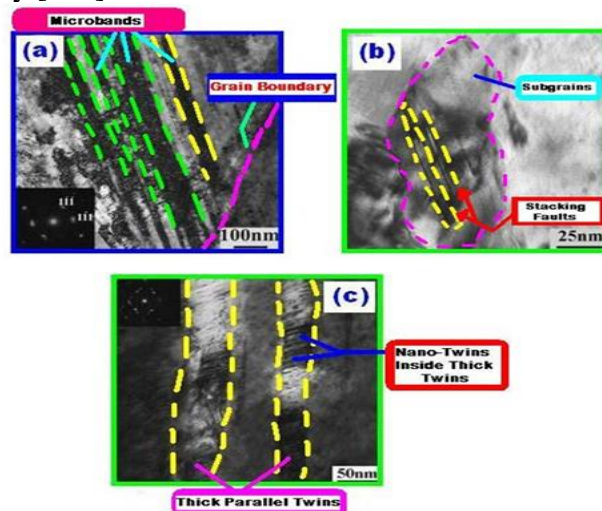 Microbands
(a)
Grain Boundary
100nm
(b)
Subgrains
Stacking
Faults
25nm
(c)
Nano-Twins
Inside Thick
Twins
50nm
Thick Parallel Twins